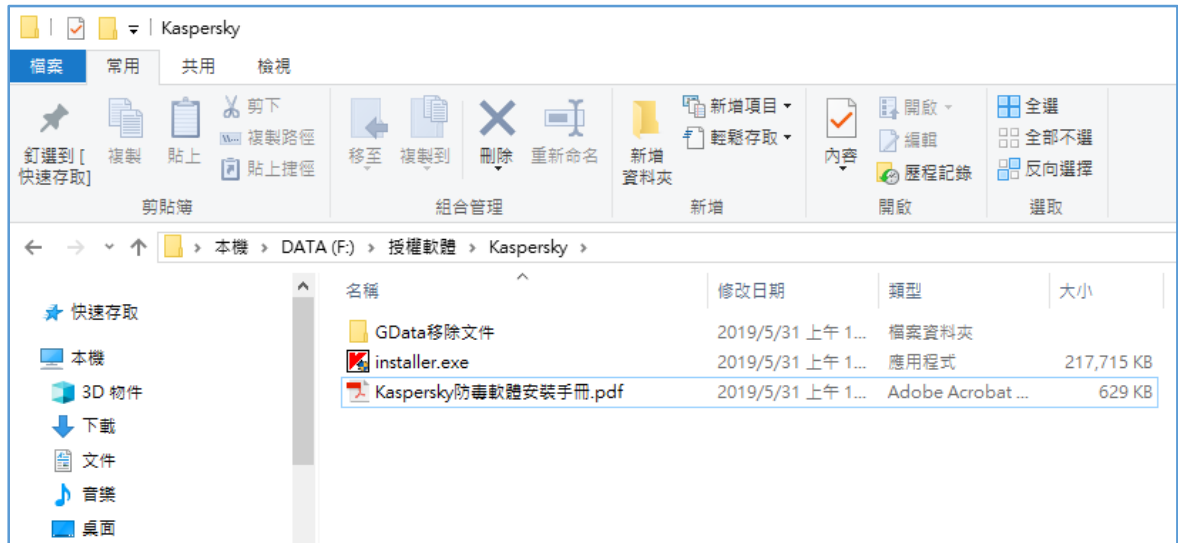 Kaspersky
檔案 常用 共用 檢視
釘選到 [快速存取]
複製
貼上
剪下
複製路徑
貼上捷徑
剪貼簿
移至
複製到
刪除
重新命名
組合管理
新增資料夾
新增項目
輕鬆存取
新增
內容
開啟
編輯
歷程記錄
開啟
全選
全部不選
反向選擇
選取
本機 > DATA (F:) > 授權軟體 > Kaspersky >
名稱 修改日期 類型 大小
GData移除文件 2019/5/31 上午 1... 檔案資料夾
installer.exe 2019/5/31 上午 1... 應用程式 217,715 KB
Kaspersky防毒軟體安裝手冊.pdf 2019/5/31 上午 1... Adobe Acrobat ... 629 KB
快速存取
本機
3D 物件
下載
文件
音樂
桌面